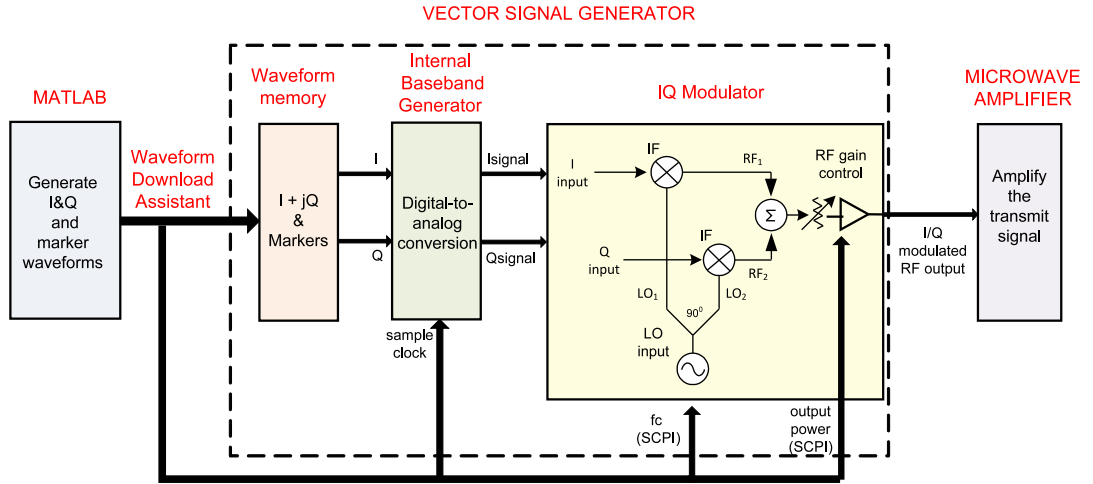 VECTOR SIGNAL GENERATOR
MATLAB
Generate
I&Q
and
marker
waveforms
Waveform
Download
Assistant
Waveform
memory
I + jQ
&
Markers
I
Q
Internal
Baseband
Generator
Digital-to-
analog
conversion
sample
clock
Isignal
Qsignal
IQ Modulator
I
input
IF
RF₁
Q
input
IF
RF₂
Σ
LO₁
LO₂
90⁰
LO
input
RF gain
control
fc
(SCPI)
output
power
(SCPI)
I/Q
modulated
RF output
MICROWAVE
AMPLIFIER
Amplify
the
transmit
signal